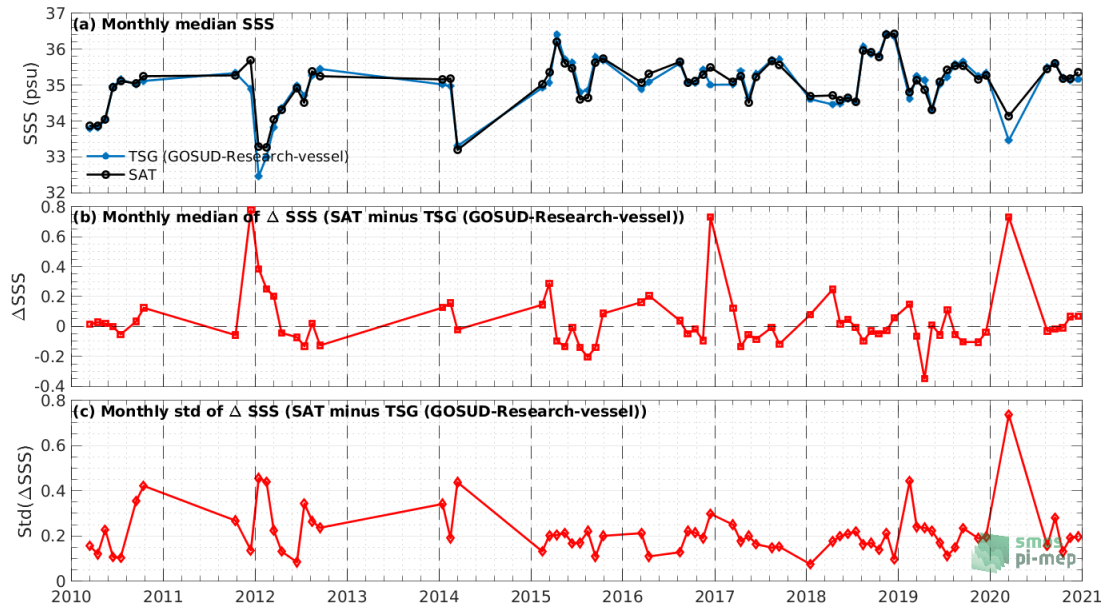 (a) Monthly median SSS
SSS (psu)
37
36
35
34
33
32
TSG (GOSUD-Research-vessel)
SAT
(b) Monthly median of Δ SSS (SAT minus TSG (GOSUD-Research-vessel))
ΔSSS
0.8
0.6
0.4
0.2
0
-0.2
-0.4
(c) Monthly std of Δ SSS (SAT minus TSG (GOSUD-Research-vessel))
Std(ΔSSS)
0.8
0.6
0.4
0.2
0
smos
pi-mep
2010 2011 2012 2013 2014 2015 2016 2017 2018 2019 2020 2021